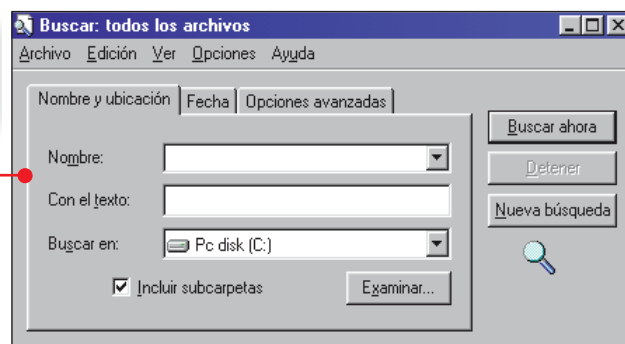 Buscar: todos los archivos
Archivo Edición Ver Opciones Ayuda
Nombre y ubicación Fecha Opciones avanzadas
Nombre:
Con el texto:
Buscar en: Pc disk (C:)
Incluir subcarpetas Examinar...
Buscar ahora
Detener
Nueva búsqueda